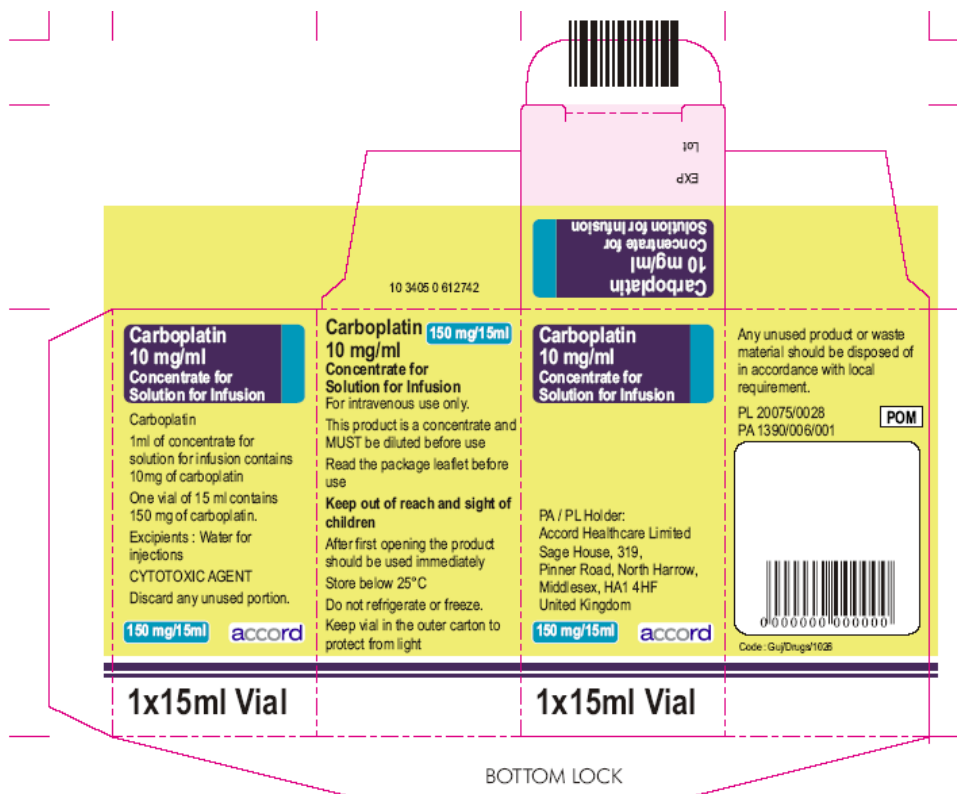 Lot
EXP
Carboplatin
10 mg/ml
Concentrate for
Solution for Infusion
10 3405 0 612742
Carboplatin
10 mg/ml
Concentrate for
Solution for Infusion
Carboplatin
1ml of concentrate for
solution for infusion contains
10mg of carboplatin
One vial of 15 ml contains
150 mg of carboplatin.
Excipients : Water for
injections
CYTOTOXIC AGENT
Discard any unused portion.
150 mg/15ml
accord
1x15ml Vial
Carboplatin
150 mg/15ml
10 mg/ml
Concentrate for
Solution for Infusion
For intravenous use only.
This product is a concentrate and
MUST be diluted before use
Read the package leaflet before
use
Keep out of reach and sight of
children
After first opening the product
should be used immediately
Store below 25°C
Do not refrigerate or freeze.
Keep vial in the outer carton to
protect from light
Carboplatin
10 mg/ml
Concentrate for
Solution for Infusion
PA / PL Holder:
Accord Healthcare Limited
Sage House, 319,
Pinner Road, North Harrow,
Middlesex, HA1 4HF
United Kingdom
150 mg/15ml
accord
1x15ml Vial
Any unused product or waste
material should be disposed of
in accordance with local
requirement.
PL 20075/0028
PA 1390/006/001
POM
0 000000 000000
Code : Guj/Drugs/1026
BOTTOM LOCK